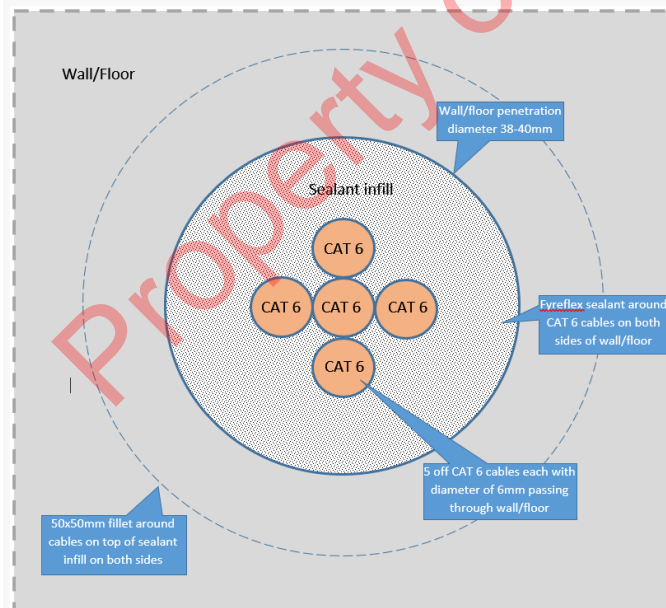 Wall/Floor
Wall/floor penetration
diameter 38-40mm
Sealant infill
CAT 6
CAT 6 CAT 6 CAT 6
CAT 6
Fyreflex sealant around
CAT 6 cables on both
sides of wall/floor
5 off CAT 6 cables each with
diameter of 6mm passing
through wall/floor
50x50mm fillet around
cables on top of sealant
infill on both sides
Property o